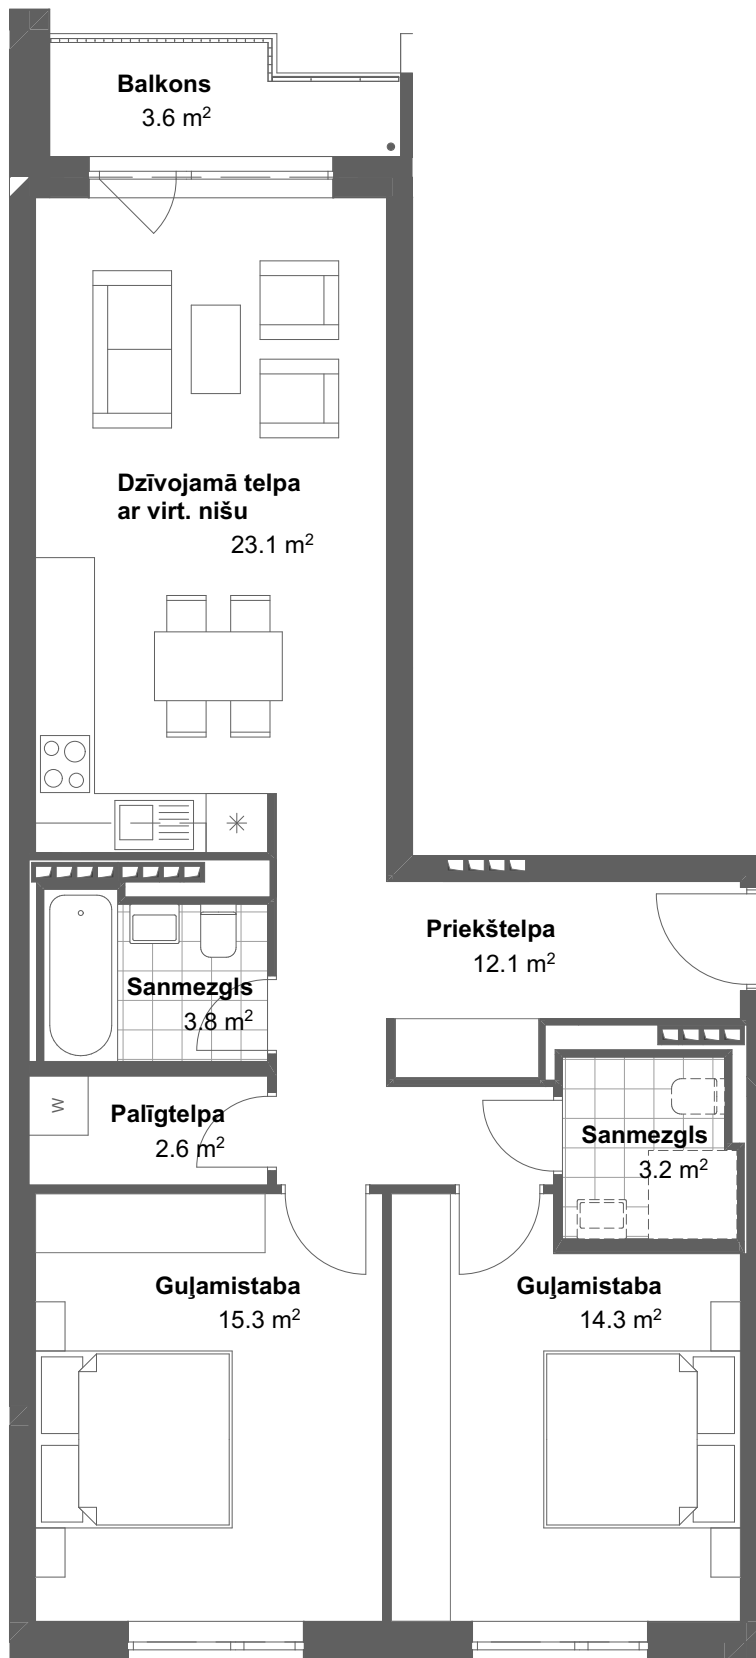 Balkons
3.6 m²
Dzīvojamā telpa
ar virt. nišu
23.1 m²
Priekštelpa
12.1 m²
Sanmezgls
3.8 m²
W
Palīgtelpa
2.6 m²
Sanmezgls
3.2 m²
Guļamistaba
15.3 m²
Guļamistaba
14.3 m²